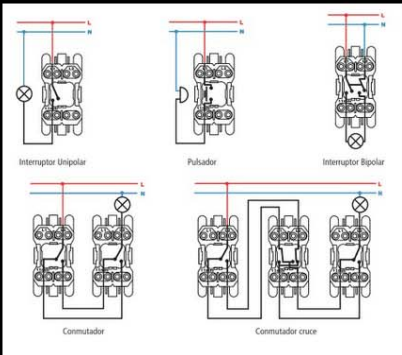 L
N
L
N
L
N
Interruptor Unipolar
Pulsador
Interruptor Bipolar
L
N
L
N
Conmutador
Conmutador cruce